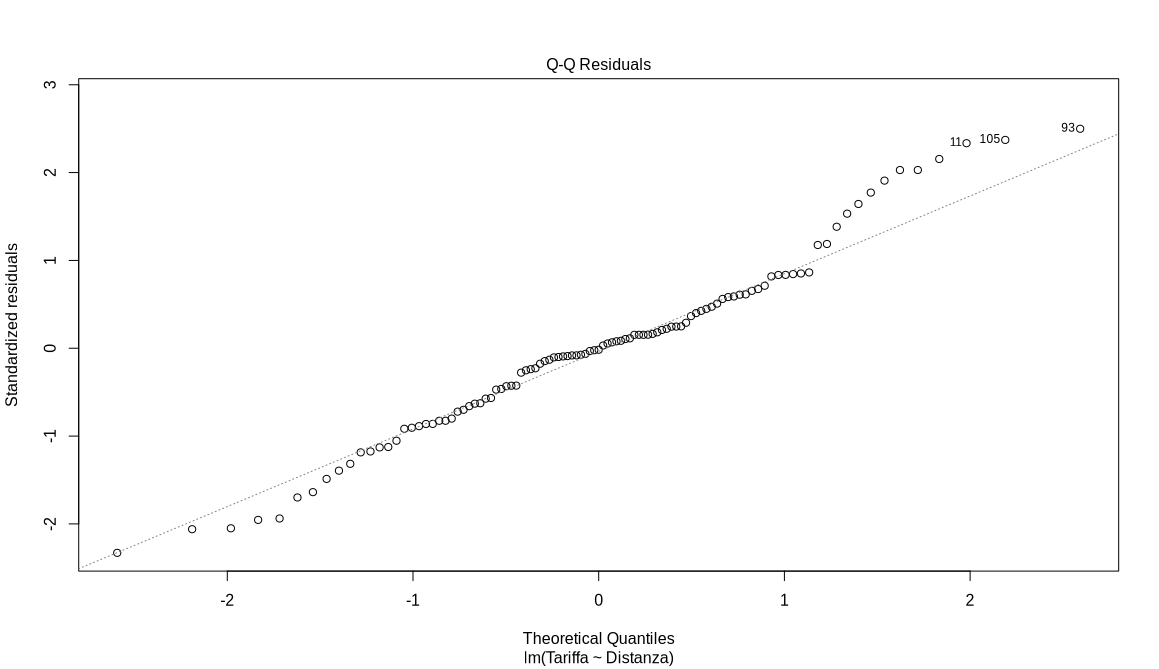 Q-Q Residuals
3
2
1
0
-1
-2
Standardized residuals
11
105
93
-2 -1 0 1 2
Theoretical Quantiles
lm(Tariffa ~ Distanza)